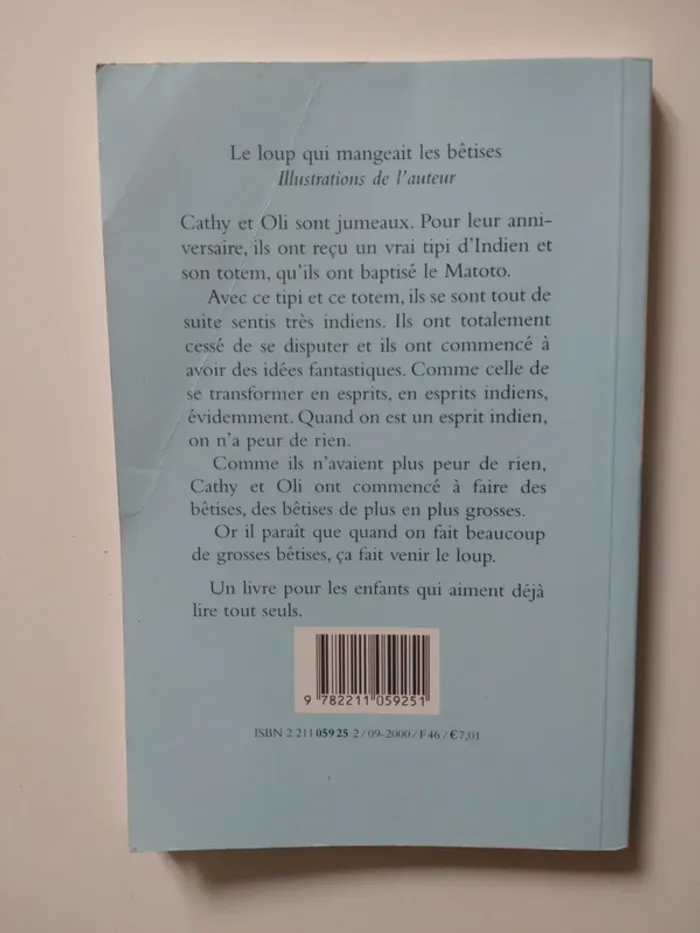 Le loup qui mangeait les bêtises
Illustrations de l'auteur
Cathy et Oli sont jumeaux. Pour leur anni-
versaire, ils ont reçu un vrai tipi d'Indien et
son totem, qu'ils ont baptisé le Matoto.
Avec ce tipi et ce totem, ils se sont tout de
suite sentis très indiens. Ils ont totalement
cessé de se disputer et ils ont commencé à
avoir des idées fantastiques. Comme celle de
se transformer en esprits, en esprits indiens,
évidemment. Quand on est un esprit indien,
on n'a peur de rien.
Comme ils n'avaient plus peur de rien,
Cathy et Oli ont commencé à faire des
bêtises, des bêtises de plus en plus grosses.
Or il paraît que quand on fait beaucoup
de grosses bêtises, ça fait venir le loup.
Un livre pour les enfants qui aiment déjà
lire tout seuls.
9 782211 059251
ISBN 2 211 059 25 2 / 09-2000 / F 46 / €7,01